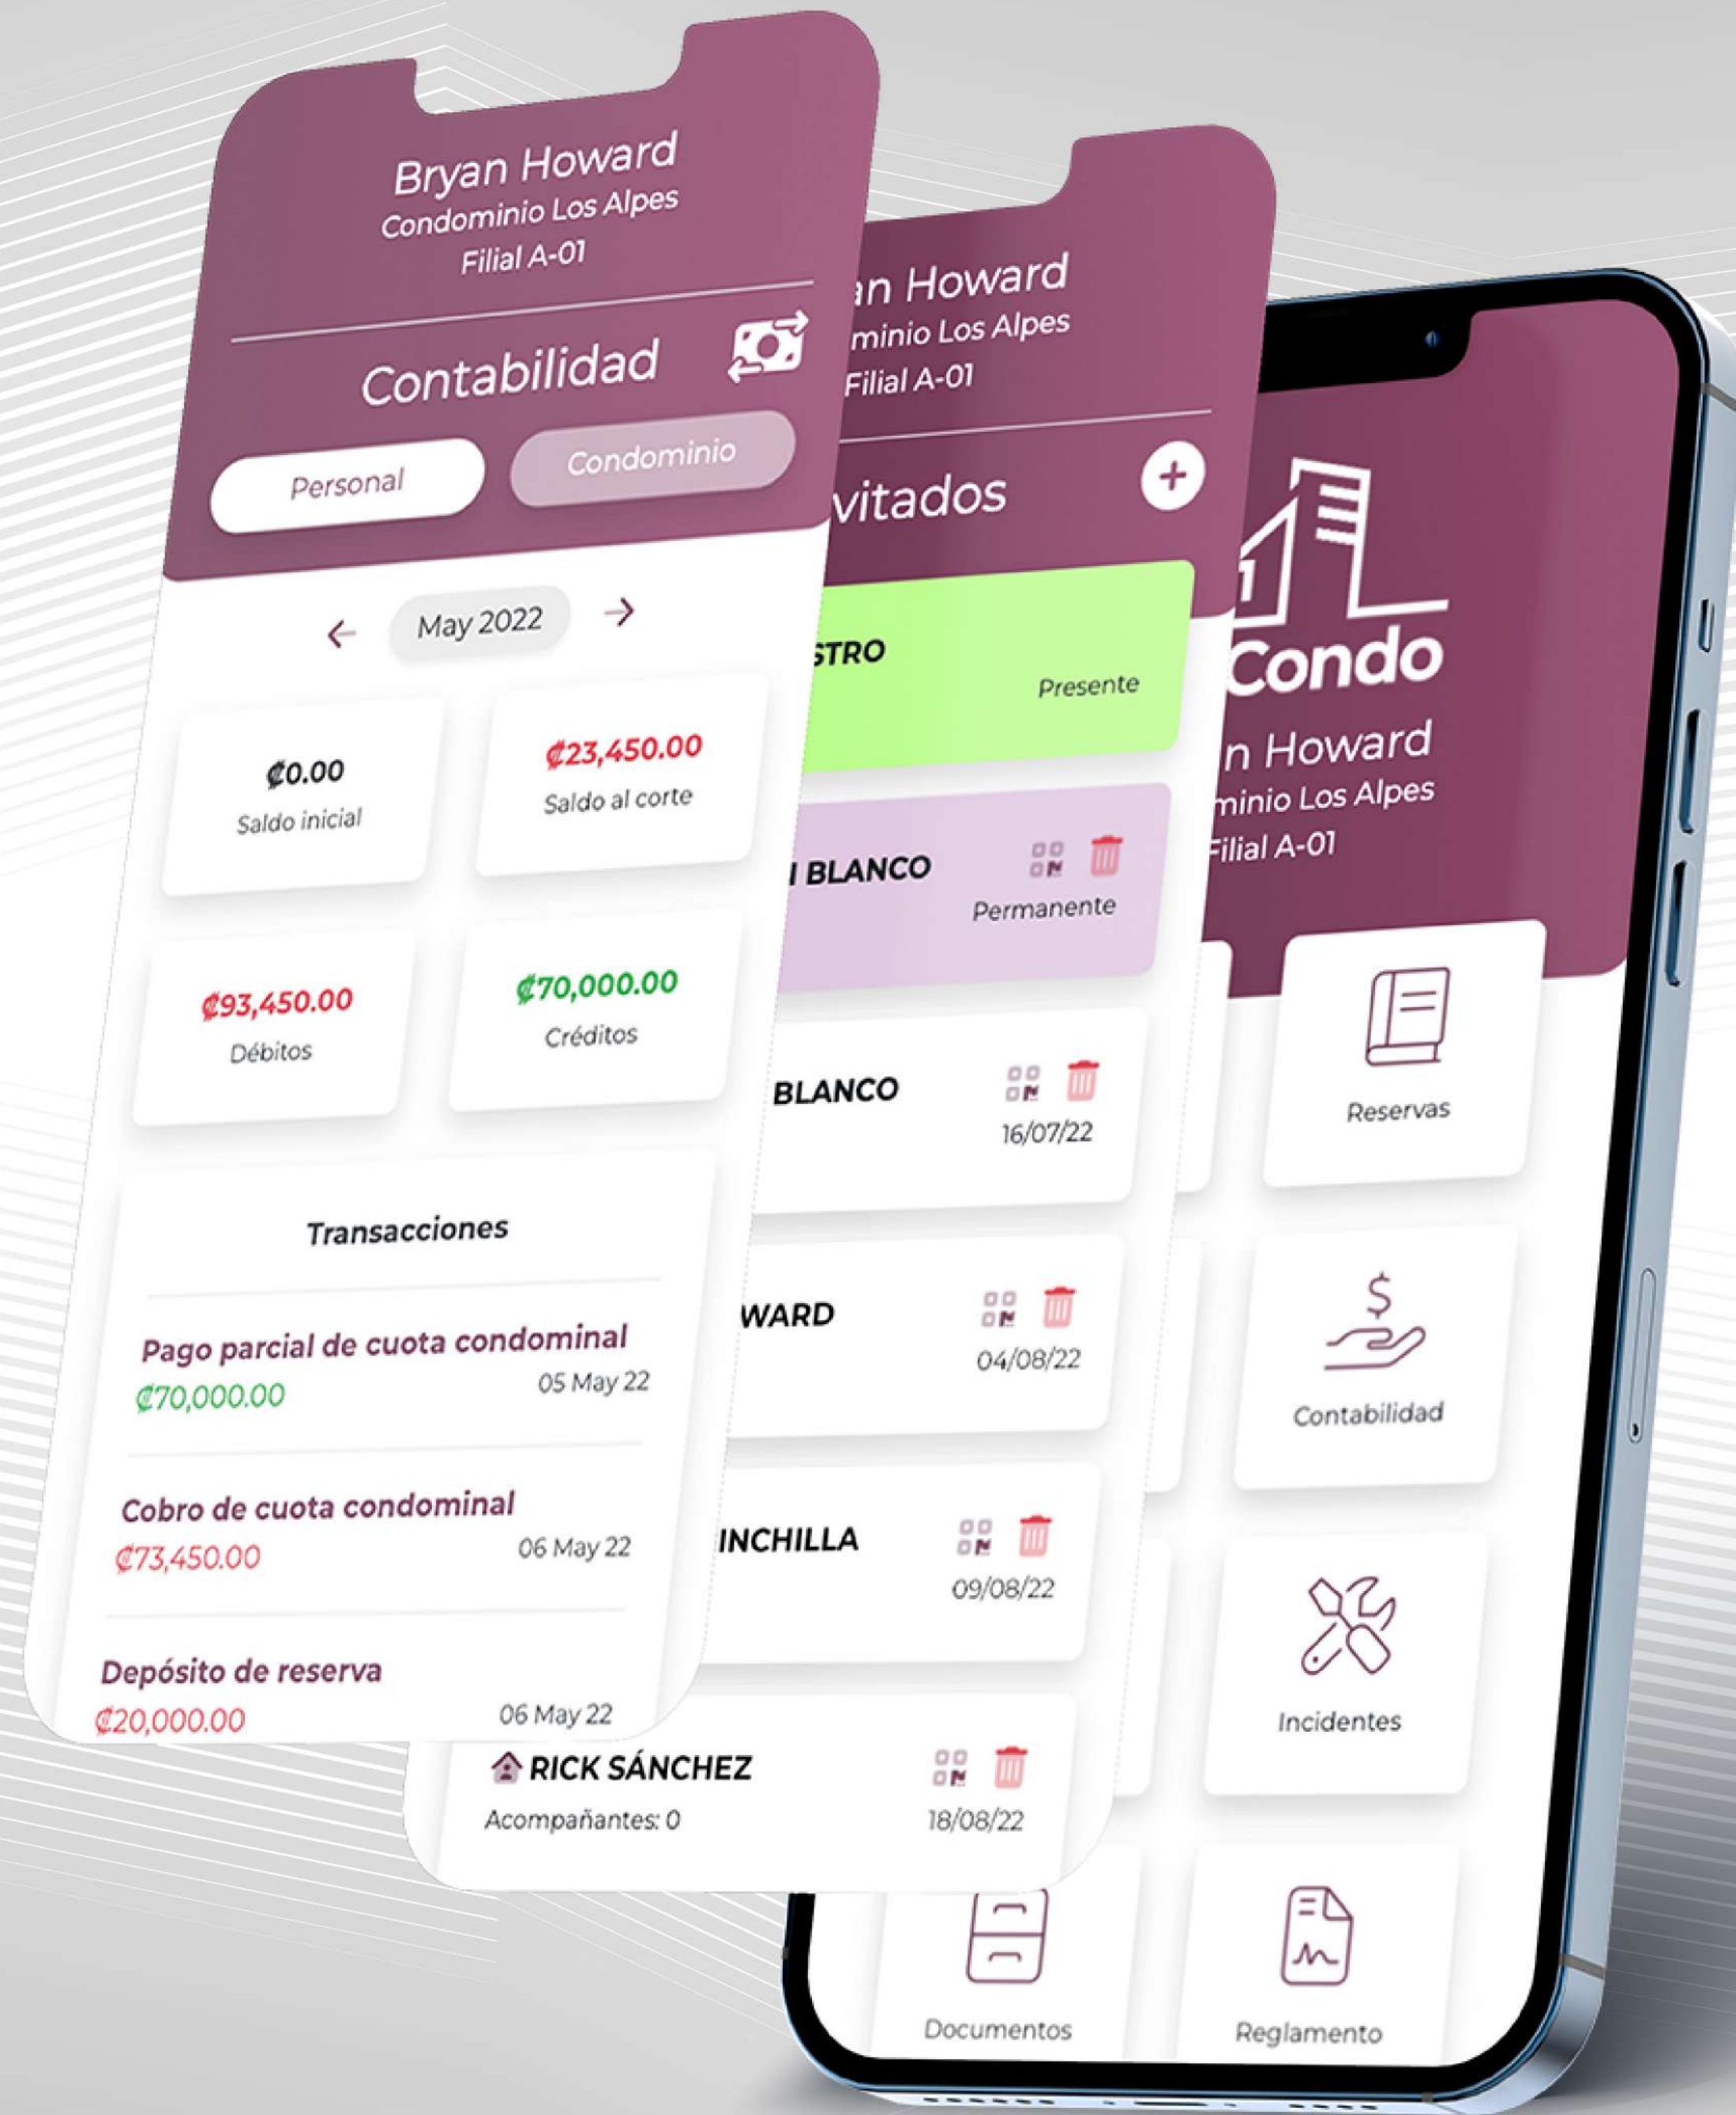 Bryan Howard
Condominio Los Alpes
Filial A-01
Contabilidad
Personal
Condominio
May 2022
₡0.00
Saldo inicial
₡23,450.00
Saldo al corte
₡93,450.00
Débitos
₡70,000.00
Créditos
Transacciones
Pago parcial de cuota condominal
₡70,000.00
05 May 22
Cobro de cuota condominal
₡73,450.00
06 May 22
Depósito de reserva
₡20,000.00
06 May 22
an Howard
minio Los Alpes
Filial A-01
vitados
STRO
Presente
BLANCO
Permanente
BLANCO
16/07/22
WARD
04/08/22
INCHILLA
09/08/22
RICK SÁNCHEZ
Acompañantes: 0
18/08/22
1
Condo
n Howard
minio Los Alpes
Filial A-01
Reservas
Contabilidad
Incidentes
Documentos
Reglamento